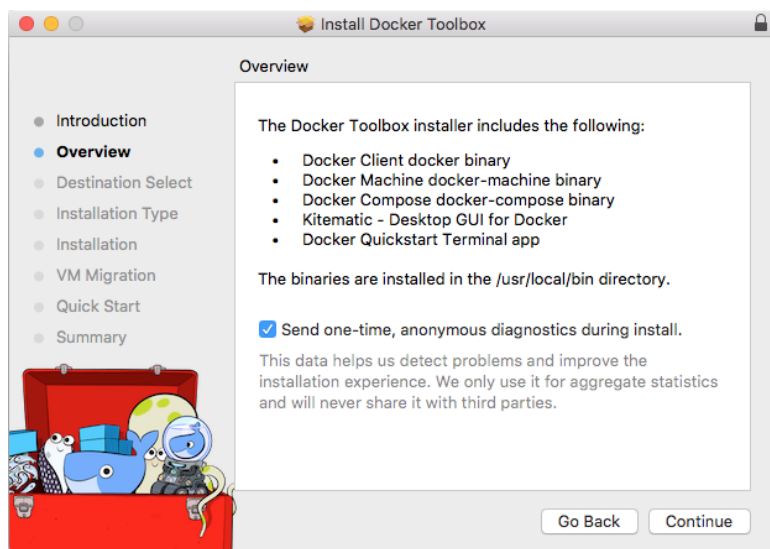 Install Docker Toolbox
Overview
Introduction
Overview
Destination Select
Installation Type
Installation
VM Migration
Quick Start
Summary
The Docker Toolbox installer includes the following:
• Docker Client docker binary
• Docker Machine docker-machine binary
• Docker Compose docker-compose binary
• Kitematic - Desktop GUI for Docker
• Docker Quickstart Terminal app
The binaries are installed in the /usr/local/bin directory.
Send one-time, anonymous diagnostics during install.
This data helps us detect problems and improve the
installation experience. We only use it for aggregate statistics
and will never share it with third parties.
Go Back
Continue